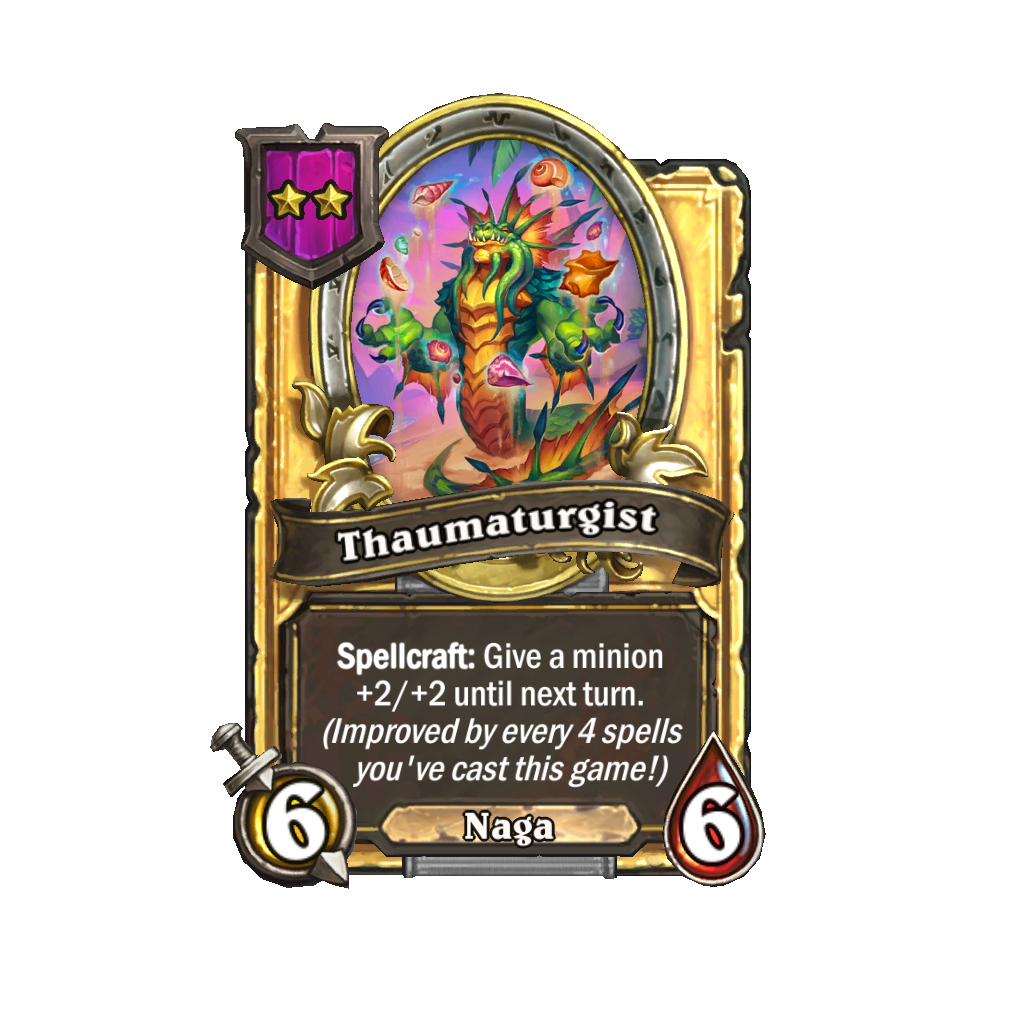 Thaumaturgist
Spellcraft: Give a minion
+2/+2 until next turn.
(Improved by every 4 spells
you've cast this game!)
6
Naga
6